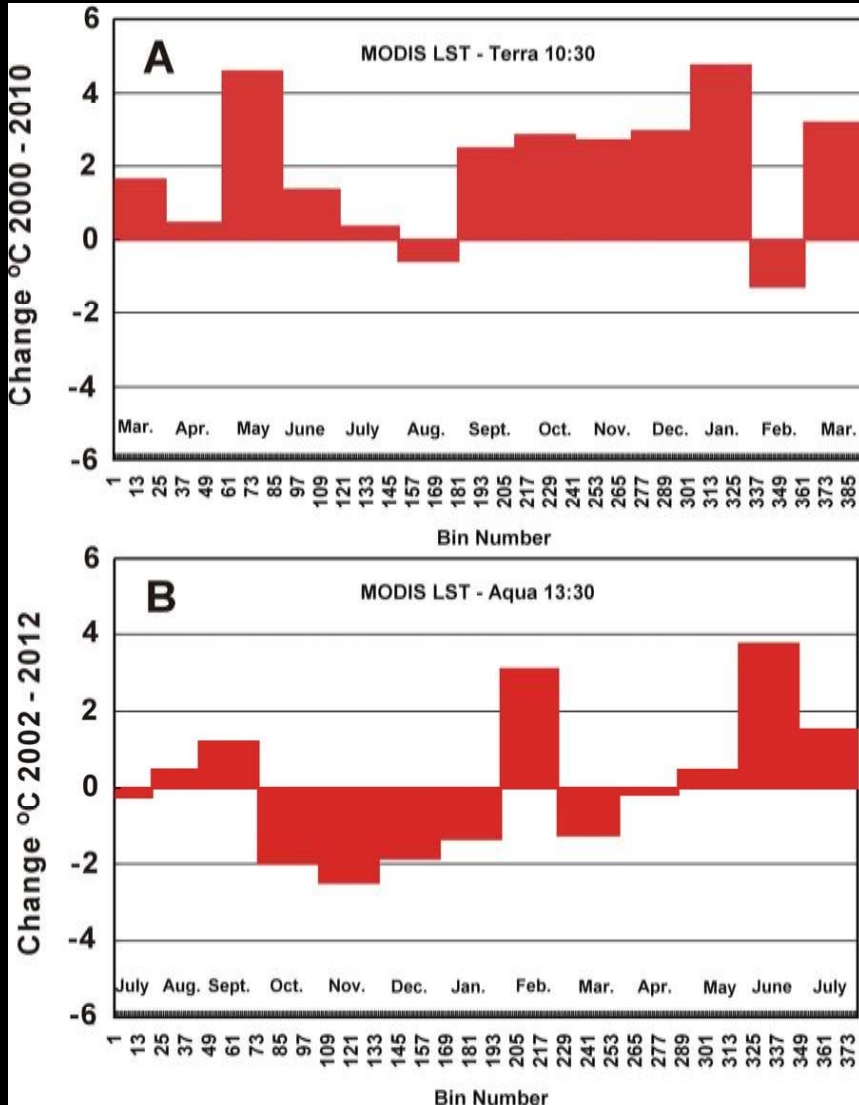 A
MODIS LST - Terra 10:30
Change ºC 2000 - 2010
6
4
2
0
-2
-4
-6
Mar. Apr. May June July Aug. Sept. Oct. Nov. Dec. Jan. Feb. Mar.
1 13 25 37 49 61 73 85 97 109 121 133 145 157 169 181 193 205 217 229 241 253 265 277 289 301 313 325 337 349 361 373 385
Bin Number
B
MODIS LST - Aqua 13:30
Change ºC 2002 - 2012
6
4
2
0
-2
-4
-6
July Aug. Sept. Oct. Nov. Dec. Jan. Feb. Mar. Apr. May June July
1 13 25 37 49 61 73 85 97 109 121 133 145 157 169 181 193 205 217 229 241 253 265 277 289 301 313 325 337 349 361 373
Bin Number